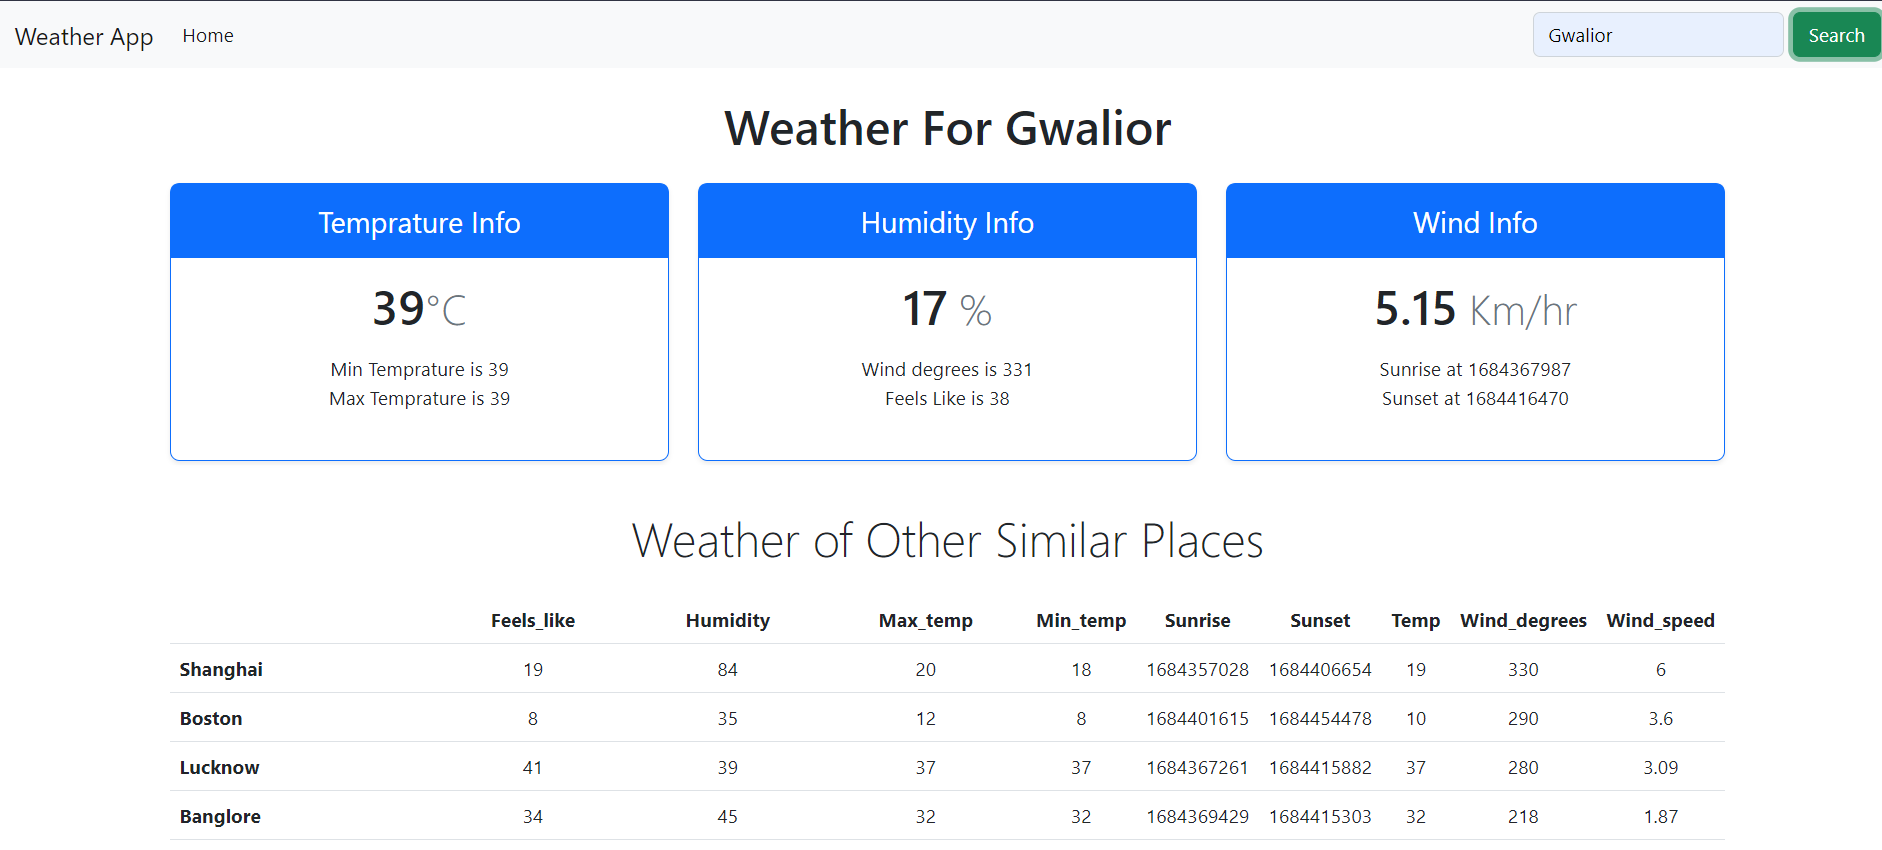 Weather App Home Gwalior Search
Weather For Gwalior
Temprature Info
39°C
Min Temprature is 39
Max Temprature is 39
Humidity Info
17 %
Wind degrees is 331
Feels Like is 38
Wind Info
5.15 Km/hr
Sunrise at 1684367987
Sunset at 1684416470
Weather of Other Similar Places
Feels_like Humidity Max_temp Min_temp Sunrise Sunset Temp Wind_degrees Wind_speed
Shanghai 19 84 20 18 1684357028 1684406654 19 330 6
Boston 8 35 12 8 1684401615 1684454478 10 290 3.6
Lucknow 41 39 37 37 1684367261 1684415882 37 280 3.09
Banglore 34 45 32 32 1684369429 1684415303 32 218 1.87